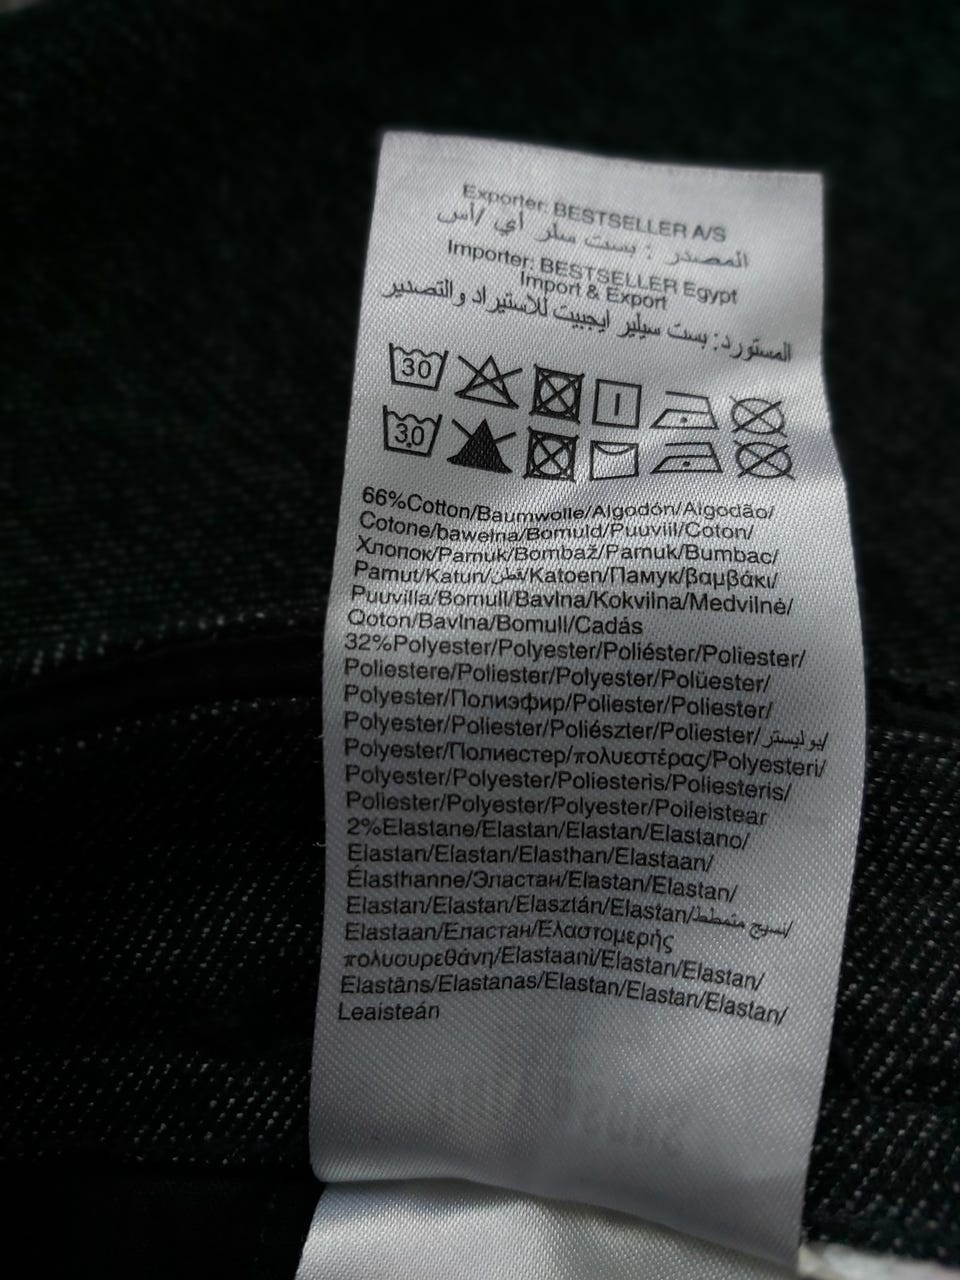 Exporter: BESTSELLER A/S
المصدر : بست سلر أي /أس
Importer: BESTSELLER Egypt
Import & Export
المستورد: بست سيلير ايجيبت للاستيراد والتصدير
30
30
66%Cotton/Baumwolle/Algodón/Algodão/
Cotone/bawełna/Bomuld/Puuvill/Coton/
Хлопок/Pamuk/Bombaž/Pamuk/Bumbac/
Pamut/Katun/قطن/Katoen/Памук/βαμβάκι/
Puuvilla/Bomull/Bavlna/Kokvilna/Medvilnė/
Qoton/Bavlna/Bomull/Cadás
32%Polyester/Polyester/Poliéster/Poliester/
Poliestere/Poliester/Polyester/Polüester/
Polyester/Полиэфир/Poliester/Poliester/
Polyester/Poliester/Poliészter/Poliester/بوليستر/
Polyester/Полиестер/πολυεστέρας/Polyesteri/
Polyester/Polyester/Poliesteris/Poliesteris/
Poliester/Polyester/Polyester/Poileistear
2%Elastane/Elastan/Elastan/Elastano/
Elastan/Elastan/Elasthan/Elastaan/
Élasthanne/Эластан/Elastan/Elastan/
Elastan/Elastan/Elasztán/Elastan/نسيج متمطط/
Elastaan/Еластан/Ελαστομερής
πολυουρεθάνη/Elastaani/Elastan/Elastan/
Elastāns/Elastanas/Elastan/Elastan/Elastan/
Leaisteán